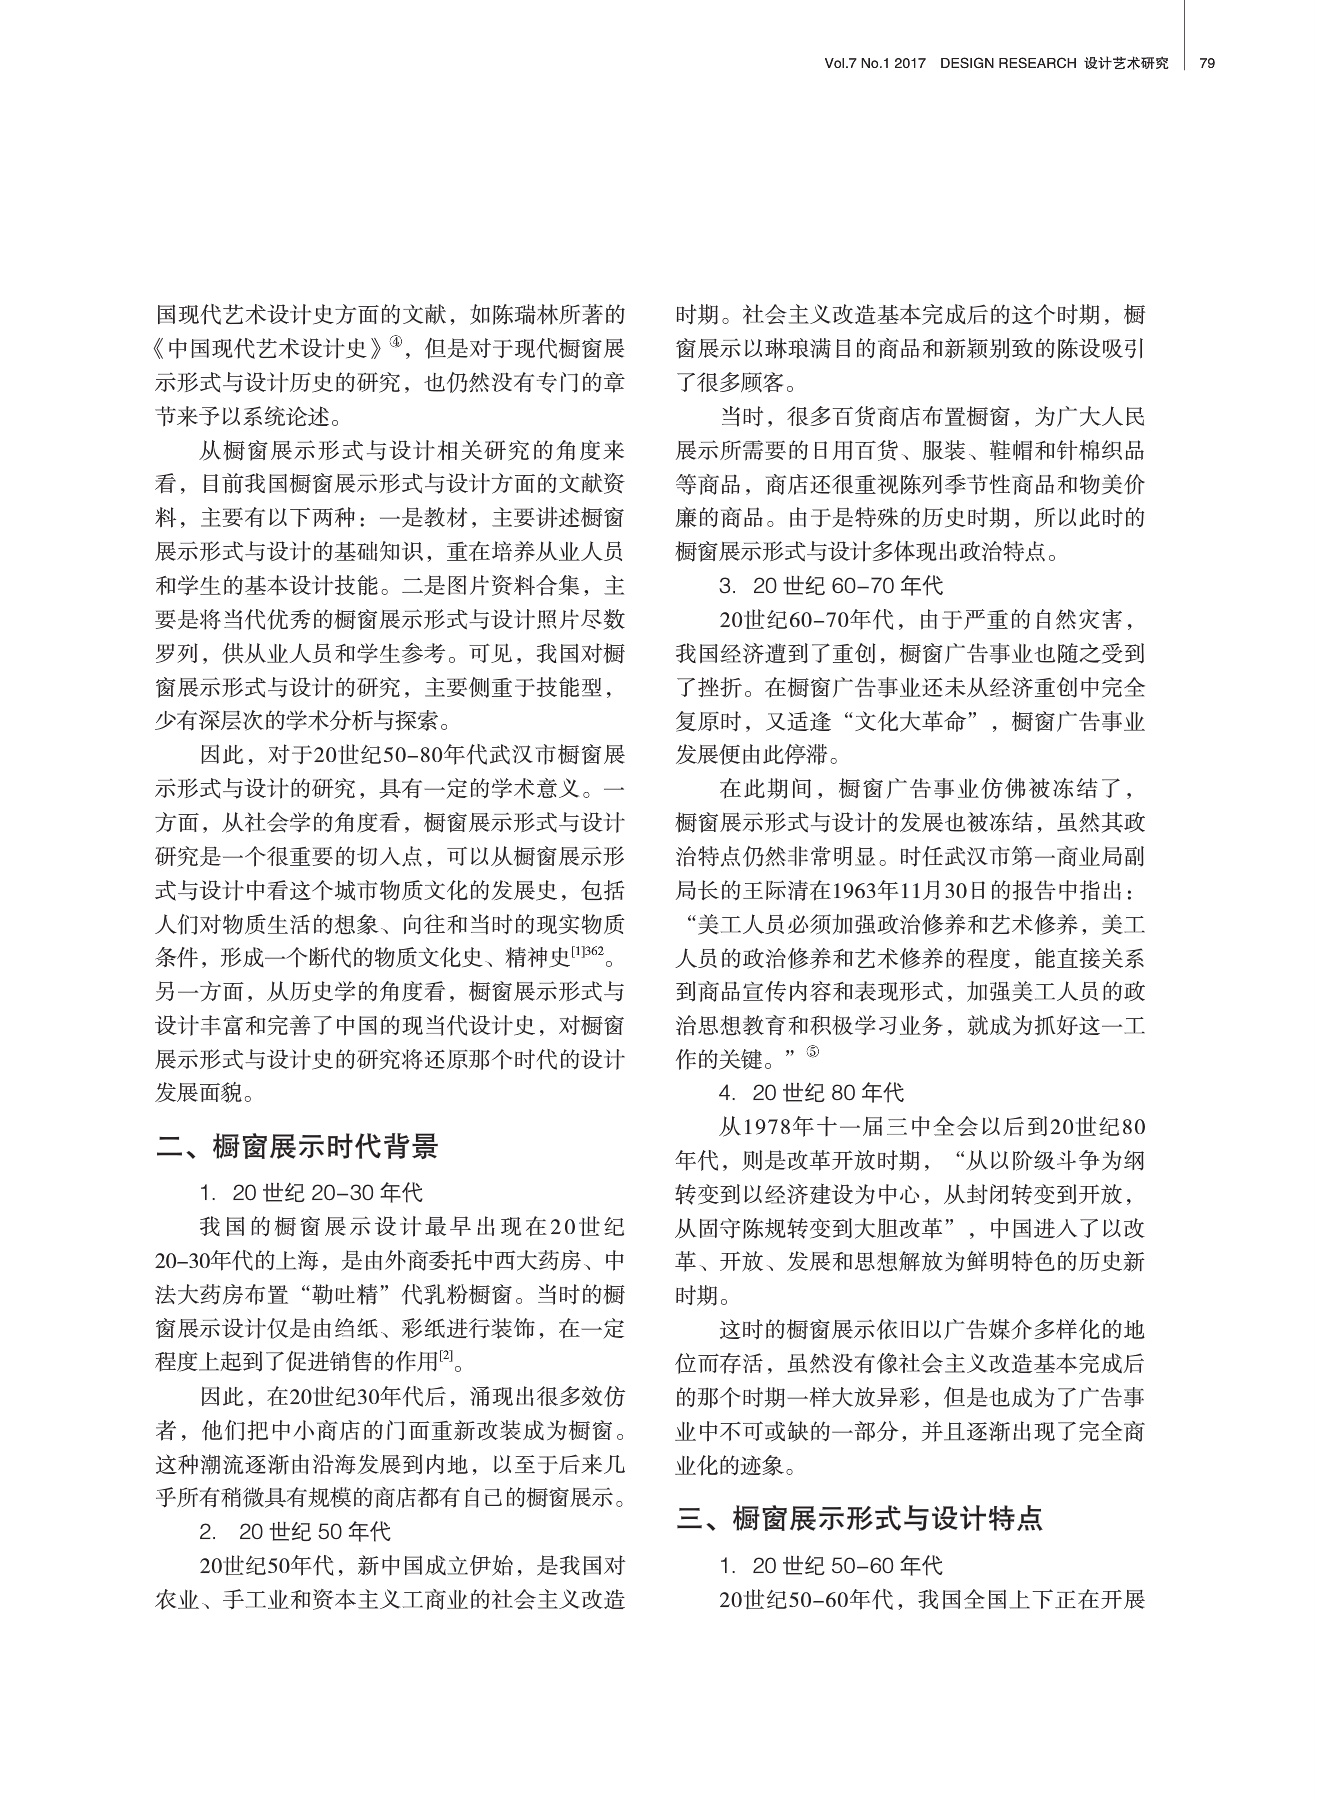 Vol.7 No.1 2017 DESIGN RESEARCH 设计艺术研究 79
国现代艺术设计史方面的文献，如陈瑞林所著的
《中国现代艺术设计史》④，但是对于现代橱窗展
示形式与设计历史的研究，也仍然没有专门的章
节来予以系统论述。
从橱窗展示形式与设计相关研究的角度来
看，目前我国橱窗展示形式与设计方面的文献资
料，主要有以下两种：一是教材，主要讲述橱窗
展示形式与设计的基础知识，重在培养从业人员
和学生的基本设计技能。二是图片资料合集，主
要是将当代优秀的橱窗展示形式与设计照片尽数
罗列，供从业人员和学生参考。可见，我国对橱
窗展示形式与设计的研究，主要侧重于技能型，
少有深层次的学术分析与探索。
因此，对于20世纪50–80年代武汉市橱窗展
示形式与设计的研究，具有一定的学术意义。一
方面，从社会学的角度看，橱窗展示形式与设计
研究是一个很重要的切入点，可以从橱窗展示形
式与设计中看这个城市物质文化的发展史，包括
人们对物质生活的想象、向往和当时的现实物质
条件，形成一个断代的物质文化史、精神史[1]362。
另一方面，从历史学的角度看，橱窗展示形式与
设计丰富和完善了中国的现当代设计史，对橱窗
展示形式与设计史的研究将还原那个时代的设计
发展面貌。
二、橱窗展示时代背景
1. 20 世纪 20–30 年代
我国的橱窗展示设计最早出现在20世纪
20–30年代的上海，是由外商委托中西大药房、中
法大药房布置“勒吐精”代乳粉橱窗。当时的橱
窗展示设计仅是由绉纸、彩纸进行装饰，在一定
程度上起到了促进销售的作用[2]。
因此，在20世纪30年代后，涌现出很多效仿
者，他们把中小商店的门面重新改装成为橱窗。
这种潮流逐渐由沿海发展到内地，以至于后来几
乎所有稍微具有规模的商店都有自己的橱窗展示。
2. 20 世纪 50 年代
20世纪50年代，新中国成立伊始，是我国对
农业、手工业和资本主义工商业的社会主义改造
时期。社会主义改造基本完成后的这个时期，橱
窗展示以琳琅满目的商品和新颖别致的陈设吸引
了很多顾客。
当时，很多百货商店布置橱窗，为广大人民
展示所需要的日用百货、服装、鞋帽和针棉织品
等商品，商店还很重视陈列季节性商品和物美价
廉的商品。由于是特殊的历史时期，所以此时的
橱窗展示形式与设计多体现出政治特点。
3. 20 世纪 60–70 年代
20世纪60–70年代，由于严重的自然灾害，
我国经济遭到了重创，橱窗广告事业也随之受到
了挫折。在橱窗广告事业还未从经济重创中完全
复原时，又适逢“文化大革命”，橱窗广告事业
发展便由此停滞。
在此期间，橱窗广告事业仿佛被冻结了，
橱窗展示形式与设计的发展也被冻结，虽然其政
治特点仍然非常明显。时任武汉市第一商业局副
局长的王际清在1963年11月30日的报告中指出：
“美工人员必须加强政治修养和艺术修养，美工
人员的政治修养和艺术修养的程度，能直接关系
到商品宣传内容和表现形式，加强美工人员的政
治思想教育和积极学习业务，就成为抓好这一工
作的关键。”⑤
4. 20 世纪 80 年代
从1978年十一届三中全会以后到20世纪80
年代，则是改革开放时期，“从以阶级斗争为纲
转变到以经济建设为中心，从封闭转变到开放，
从固守陈规转变到大胆改革”，中国进入了以改
革、开放、发展和思想解放为鲜明特色的历史新
时期。
这时的橱窗展示依旧以广告媒介多样化的地
位而存活，虽然没有像社会主义改造基本完成后
的那个时期一样大放异彩，但是也成为了广告事
业中不可或缺的一部分，并且逐渐出现了完全商
业化的迹象。
三、橱窗展示形式与设计特点
1. 20 世纪 50–60 年代
20世纪50–60年代，我国全国上下正在开展